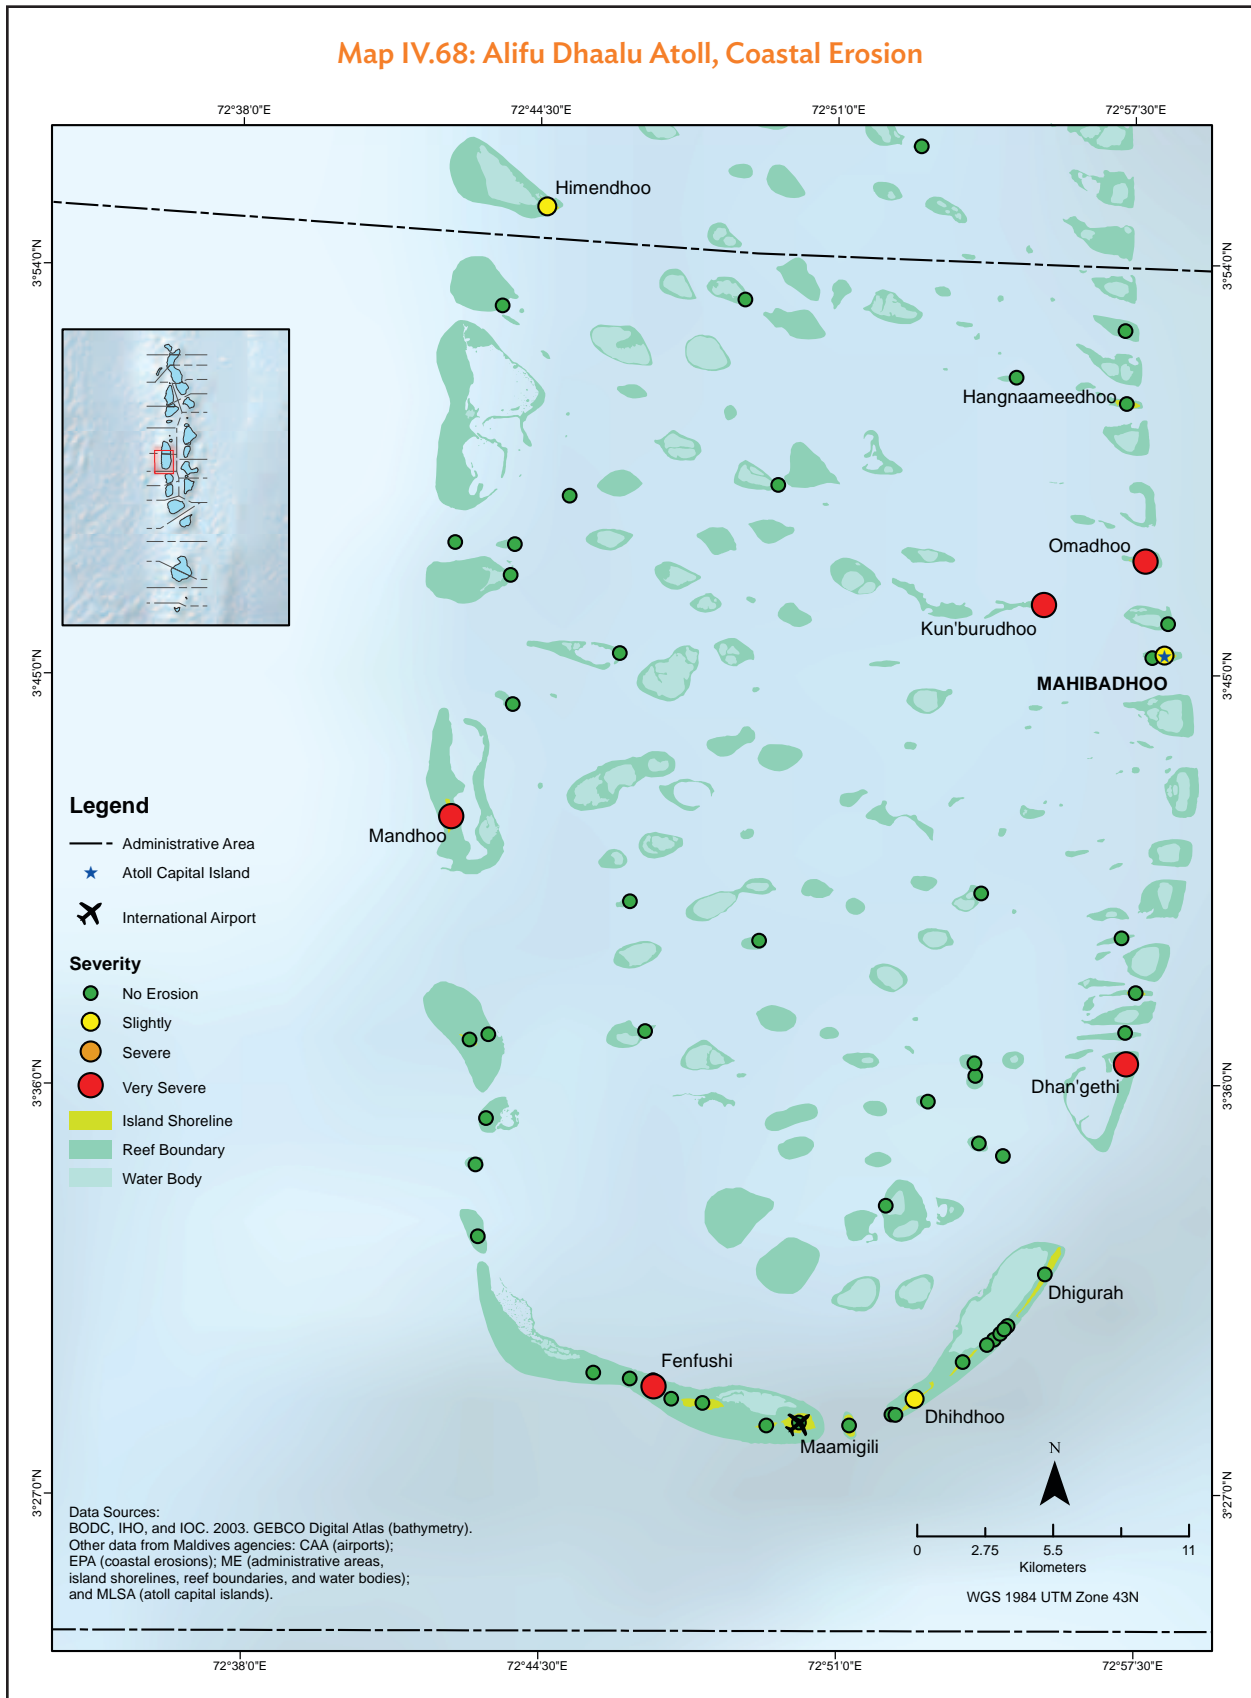 Map IV.68: Alifu Dhaalu Atoll, Coastal Erosion
72°38'0"E
72°44'30"E
72°51'0"E
72°57'30"E
Himendhoo
3°54'0"N
3°54'0"N
Hangnaameedhoo
Omadhoo
Kun'burudhoo
3°45'0"N
3°45'0"N
MAHIBADHOO
Mandhoo
Legend
Administrative Area
Atoll Capital Island
International Airport
Severity
No Erosion
Slightly
Severe
Very Severe
Island Shoreline
Reef Boundary
Water Body
3°36'0"N
3°36'0"N
Dhan'gethi
Dhigurah
Fenfushi
Dhihdhoo
Maamigili
3°27'0"N
3°27'0"N
N
0
2.75
5.5
11
Kilometers
WGS 1984 UTM Zone 43N
Data Sources:
BODC, IHO, and IOC. 2003. GEBCO Digital Atlas (bathymetry).
Other data from Maldives agencies: CAA (airports);
EPA (coastal erosions); ME (administrative areas,
island shorelines, reef boundaries, and water bodies);
and MLSA (atoll capital islands).
72°38'0"E
72°44'30"E
72°51'0"E
72°57'30"E